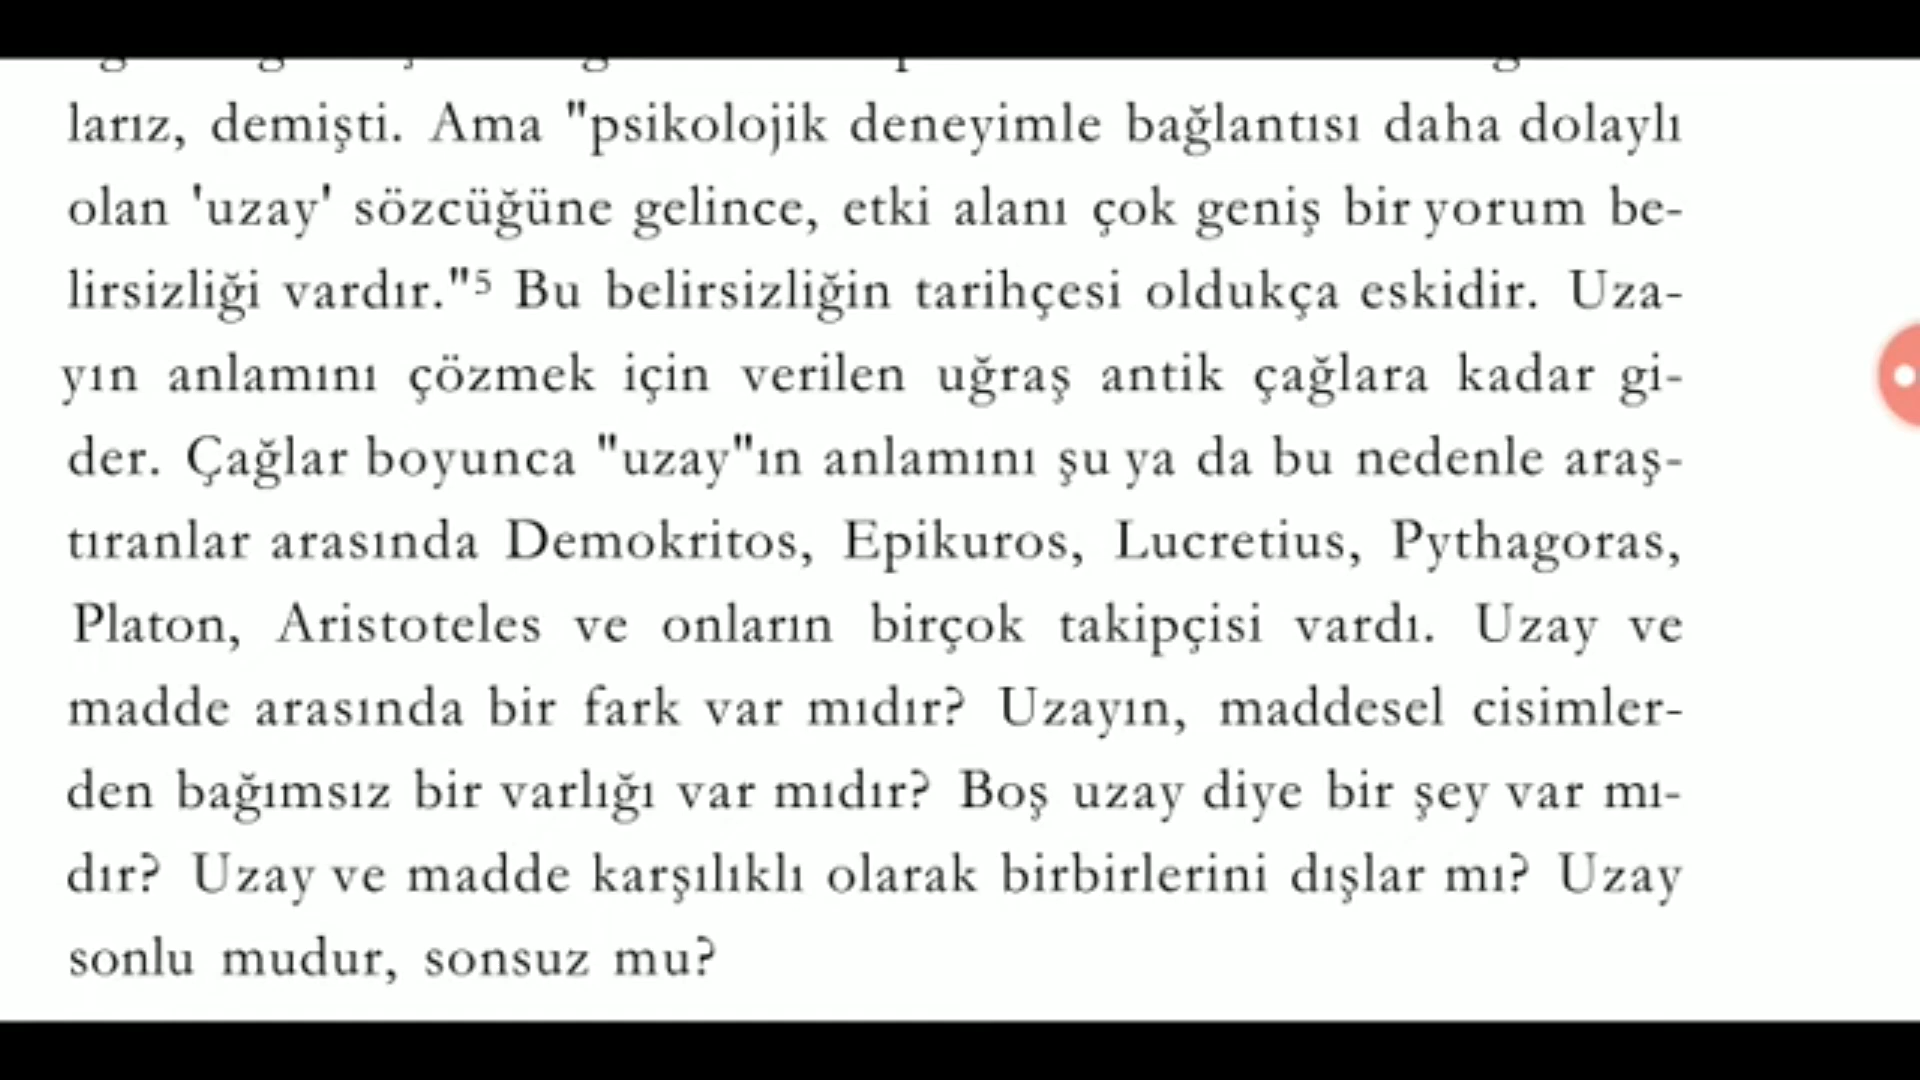 larız, demişti. Ama "psikolojik deneyimle bağlantısı daha dolaylı
olan 'uzay' sözcüğüne gelince, etki alanı çok geniş bir yorum be-
lirsizliği vardır."5 Bu belirsizliğin tarihçesi oldukça eskidir. Uza-
yın anlamını çözmek için verilen uğraş antik çağlara kadar gi-
der. Çağlar boyunca "uzay"ın anlamını şu ya da bu nedenle araş-
tıranlar arasında Demokritos, Epikuros, Lucretius, Pythagoras,
Platon, Aristoteles ve onların birçok takipçisi vardı. Uzay ve
madde arasında bir fark var mıdır? Uzayın, maddesel cisimler-
den bağımsız bir varlığı var mıdır? Boş uzay diye bir şey var mı-
dır? Uzay ve madde karşılıklı olarak birbirlerini dışlar mı? Uzay
sonlu mudur, sonsuz mu?